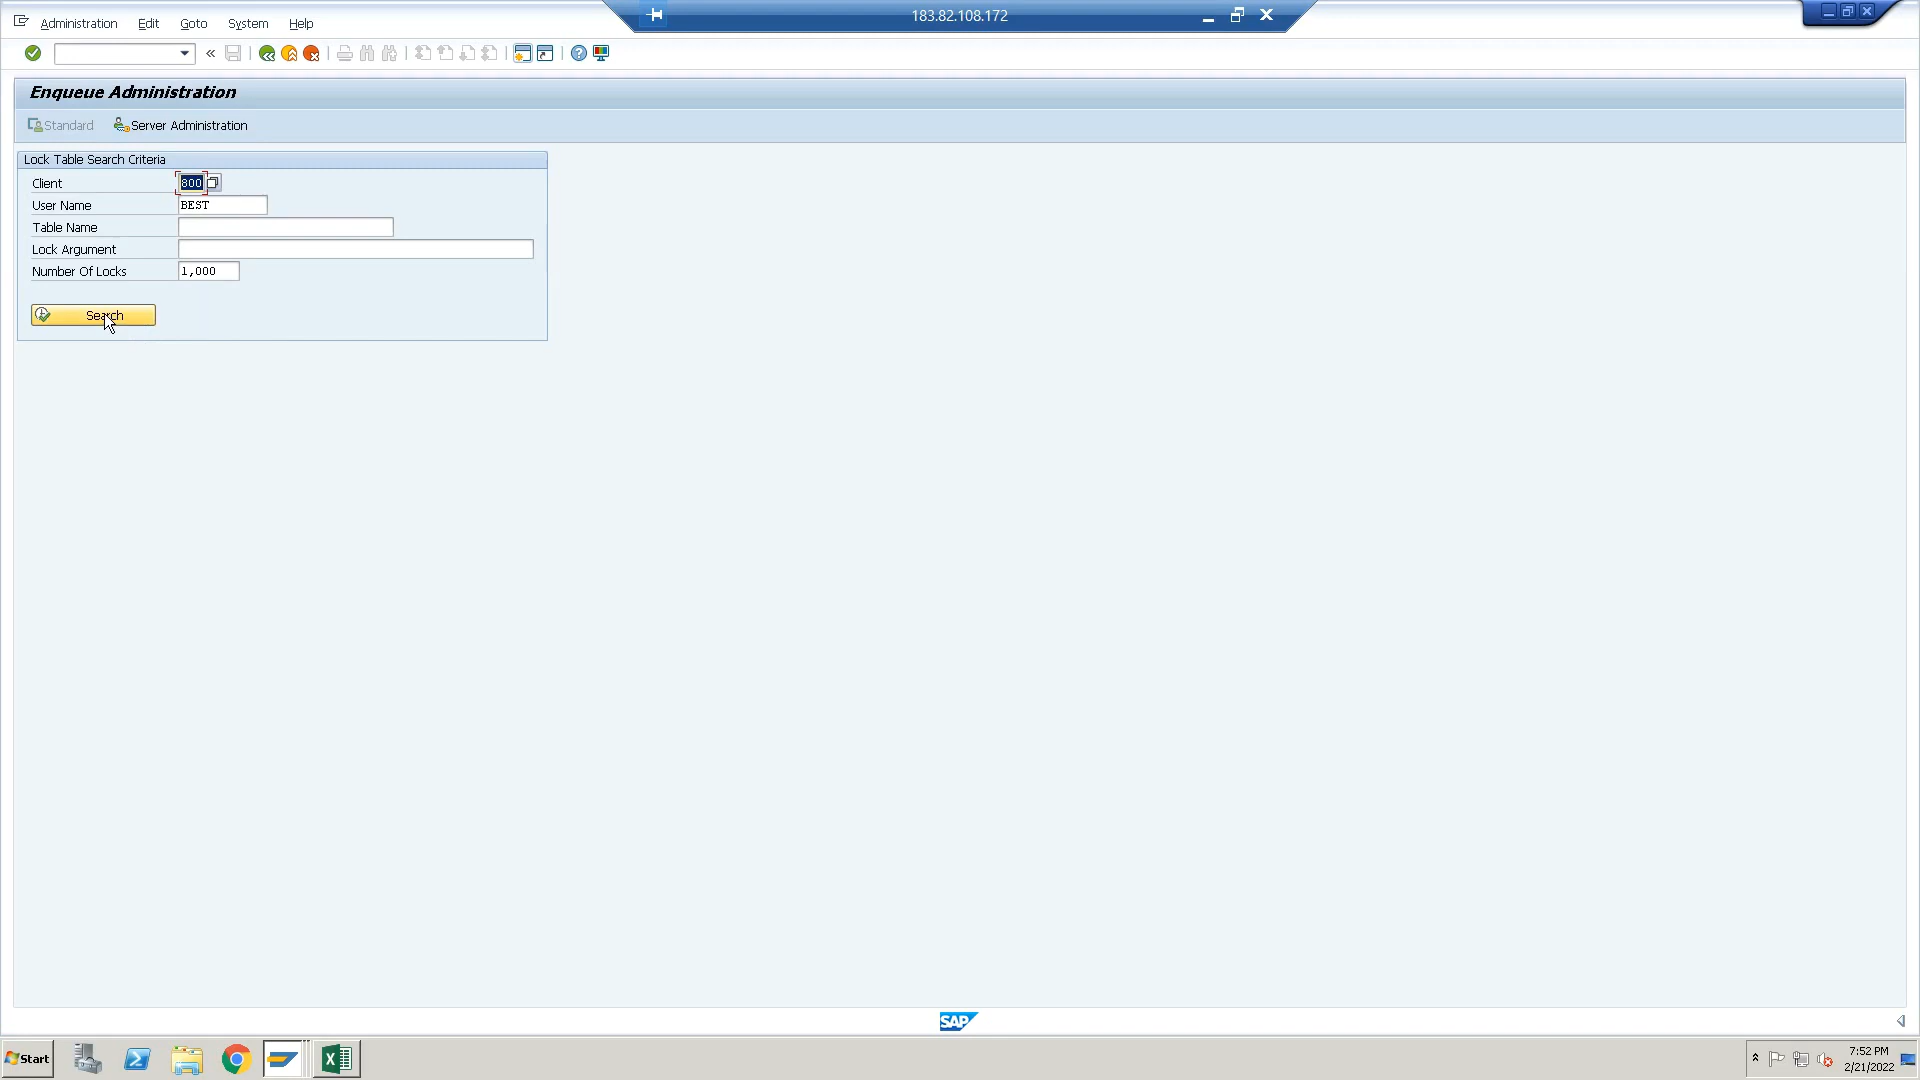 183.82.108.172
Administration Edit Goto System Help
Enqueue Administration
Standard Server Administration
Lock Table Search Criteria
Client 800
User Name BEST
Table Name
Lock Argument
Number Of Locks 1,000
Search
SAP
Start
7:52 PM
2/21/2022